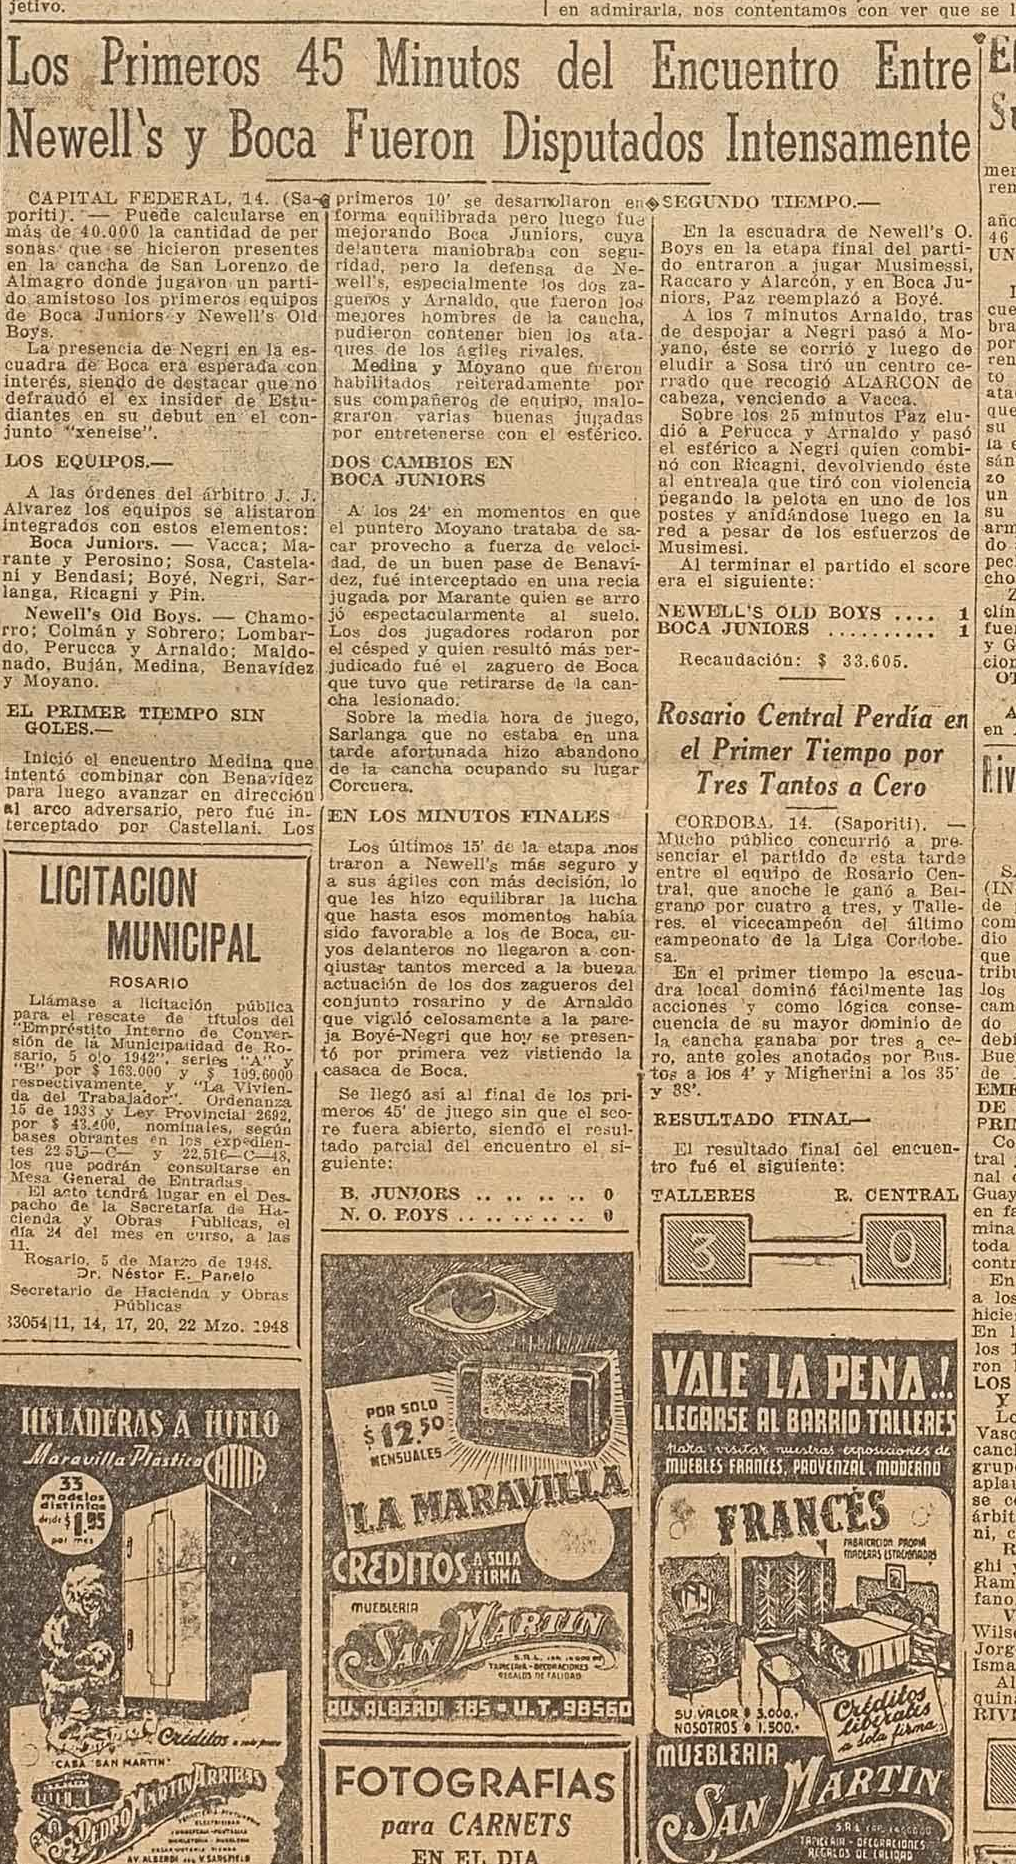 jetivo.
en admirarla, nos contentamos con ver que se l
Los Primeros 45 Minutos del Encuentro Entre
Newell's y Boca Fueron Disputados Intensamente
CAPITAL FEDERAL, 14. (Sa-
poriti). — Puede calcularse en
más de 40.000 la cantidad de per
sonas que se hicieron presentes
en la cancha de San Lorenzo de
Almagro donde jugaron un parti-
do amistoso los primeros equipos
de Boca Juniors y Newell's Old
Boys.
La presencia de Negri en la es-
cuadra de Boca era esperada con
interés, siendo de destacar que no
defraudó el ex insider de Estu-
diantes en su debut en el con-
junto "xeneise".
LOS EQUIPOS.—
A las órdenes del árbitro J. J.
Alvarez los equipos se alistaron
integrados con estos elementos:
Boca Juniors. — Vacca; Ma-
rante y Perosino; Sosa, Castela-
ni y Bendasi; Boyé, Negri, Sar-
langa, Ricagni y Pin.
Newell's Old Boys. — Chamo-
rro; Colmán y Sobrero; Lombar-
do, Perucca y Arnaldo; Maldo-
nado, Buján, Medina, Benavídez
y Moyano.
EL PRIMER TIEMPO SIN
GOLES.—
Inició el encuentro Medina que
intentó combinar con Benavídez
para luego avanzar en dirección
al arco adversario, pero fué in-
terceptado por Castellani. Los
primeros 10' se desarrollaron en
forma equilibrada pero luego fué
mejorando Boca Juniors, cuya
delantera maniobraba con segu-
ridad, pero la defensa de Ne-
well's, especialmente los dos za-
gueros y Arnaldo, que fueron los
mejores hombres de la cancha,
pudieron contener bien los ata-
ques de los ágiles rivales.
Medina y Moyano que fueron
habilitados reiteradamente por
sus compañeros de equipo, malo-
graron varias buenas jugadas
por entretenerse con el esférico.
DOS CAMBIOS EN
BOCA JUNIORS
A los 24' en momentos en que
el puntero Moyano trataba de sa-
car provecho a fuerza de veloci-
dad, de un buen pase de Benaví-
dez, fué interceptado en una recia
jugada por Marante quien se arro
jó espectacularmente al suelo.
Los dos jugadores rodaron por
el césped y quien resultó más per-
judicado fué el zaguero de Boca
que tuvo que retirarse de la can-
cha lesionado.
Sobre la media hora de juego,
Sarlanga que no estaba en una
tarde afortunada hizo abandono
de la cancha ocupando su lugar
Corcuera.
EN LOS MINUTOS FINALES
Los últimos 15' de la etapa mos
traron a Newell's más seguro y
a sus ágiles con más decisión, lo
que les hizo equilibrar la lucha
que hasta esos momentos había
sido favorable a los de Boca, cu-
yos delanteros no llegaron a con-
qiustar tantos merced a la buena
actuación de los dos zagueros del
conjunto rosarino y de Arnaldo
que vigiló celosamente a la pare-
ja Boyé-Negri que hoy se presen-
tó por primera vez vistiendo la
casaca de Boca.
Se llegó así al final de los pri-
meros 45' de juego sin que el sco-
re fuera abierto, siendo el resul-
tado parcial del encuentro el si-
guiente:
B. JUNIORS .. .. .. .. 0
N. O. BOYS .. .. .. .. 0
SEGUNDO TIEMPO.—
En la escuadra de Newell's O.
Boys en la etapa final del parti-
do entraron a jugar Musimessi,
Raccaro y Alarcón, y en Boca Ju-
niors, Paz reemplazó a Boyé.
A los 7 minutos Arnaldo, tras
de despojar a Negri pasó a Mo-
yano, éste se corrió y luego de
eludir a Sosa tiró un centro ce-
rrado que recogió ALARCON de
cabeza, venciendo a Vacca.
Sobre los 25 minutos Paz elu-
dió a Perucca y Arnaldo y pasó
el esférico a Negri quien combi-
nó con Ricagni, devolviendo éste
al entreala que tiró con violencia
pegando la pelota en uno de los
postes y anidándose luego en la
red a pesar de los esfuerzos de
Musimesi.
Al terminar el partido el score
era el siguiente:
NEWELL'S OLD BOYS .... 1
BOCA JUNIORS .......... 1
Recaudación: $ 33.605.
Rosario Central Perdía en
el Primer Tiempo por
Tres Tantos a Cero
CORDOBA, 14. (Saporiti). —
Mucho público concurrió a pre-
senciar el partido de esta tarde
entre el equipo de Rosario Cen-
tral, que anoche le ganó a Bel-
grano por cuatro a tres, y Talle-
res, el vicecampeón del último
campeonato de la Liga Cordobe-
sa.
En el primer tiempo la escua-
dra local dominó fácilmente las
acciones y como lógica conse-
cuencia de su mayor dominio de
la cancha ganaba por tres a ce-
ro, ante goles anotados por Bus-
tos a los 4' y Migherini a los 35'
y 38'.
RESULTADO FINAL—
El resultado final del encuen-
tro fué el siguiente:
TALLERES R. CENTRAL
3 0
LICITACION
MUNICIPAL
ROSARIO
Llámase a licitación pública
para el rescate de títulos del
"Empréstito Interno de Conver-
sión de la Municipalidad de Ro-
sario, 5 o|o 1942", series "A" y
"B" por $ 163.000 y $ 109.6000
respectivamente y "La Vivien-
da del Trabajador". Ordenanza
15 de 1933 y Ley Provincial 2692,
por $ 43.400, nominales, según
bases obrantes en los expedien-
tes 22.515—C— y 22.516—C—48,
los que podrán consultarse en
Mesa General de Entradas.
El acto tendrá lugar en el Des-
pacho de la Secretaría de Ha-
cienda y Obras Públicas, el
día 24 del mes en curso, a las
11.
Rosario, 5 de Marzo de 1948.
Dr. Néstor E. Panelo
Secretario de Hacienda y Obras
Públicas
33054|11, 14, 17, 20, 22 Mzo. 1948
HELADERAS A HIELO
Maravilla Plástica
33
modelos
distintos
desde $ 1.95
por mes
Créditos a sola firma
"CASA SAN MARTIN"
PEDRO MARTIN ARRIBAS
AV. ALBERDI esq. V. SARSFIELD
POR SOLO
$ 12.50
MENSUALES
LA MARAVILLA
CREDITOS A SOLA
FIRMA
MUEBLERIA
SAN MARTIN
TAPICERIA - DECORACIONES
REGALOS DE CALIDAD
AV. ALBERDI 385 - U.T. 98560
FOTOGRAFIAS
para CARNETS
EN EL DIA
VALE LA PENA..!
LLEGARSE AL BARRIO TALLERES
para visitar nuestras exposiciones de
MUEBLES FRANCES, PROVENZAL, MODERNO
FRANCES
FABRICACION PROPIA
MADERAS ESTACIONADAS
SU VALOR $ 3.000.-
NOSOTROS $ 1.500.-
Créditos
liberales
a sola firma
MUEBLERIA
SAN MARTIN
TAPICERIA - DECORACIONES
REGALOS DE CALIDAD